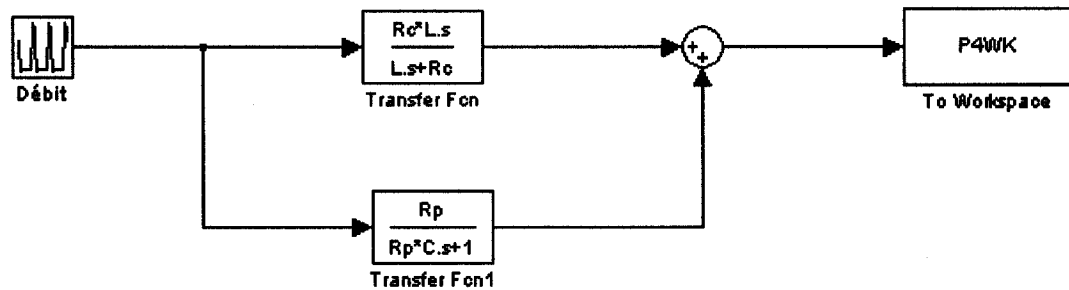 Débit
Rc*L.s
L.s+Rc
Transfer Fcn
+
+
P4WK
To Workspace
Rp
Rp*C.s+1
Transfer Fcn1